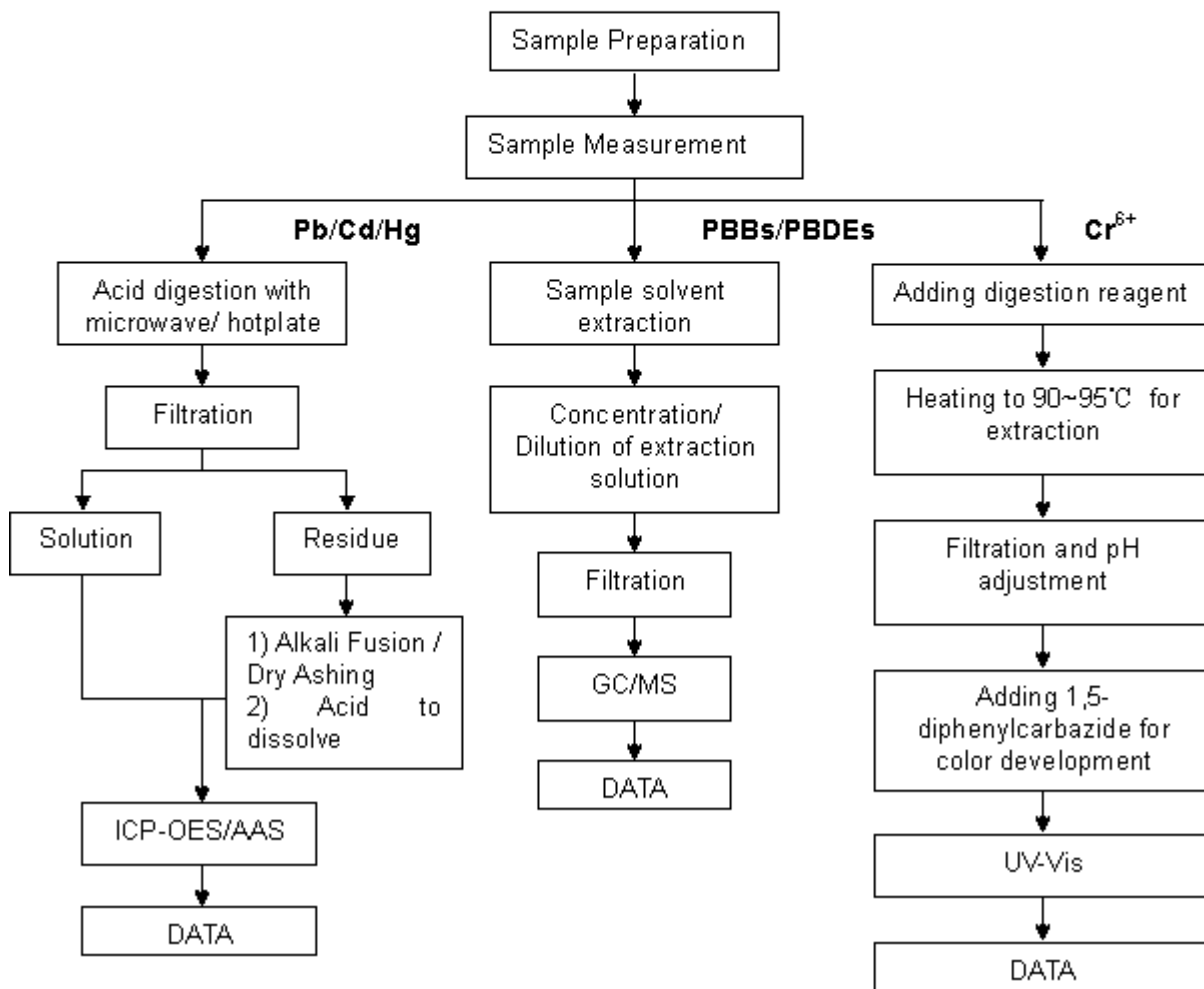 Sample Preparation
Sample Measurement
Pb/Cd/Hg
PBBs/PBDEs
Cr⁶⁺
Acid digestion with
microwave/ hotplate
Filtration
Solution
Residue
1) Alkali Fusion /
Dry Ashing
2) Acid to
dissolve
ICP-OES/AAS
DATA
Sample solvent
extraction
Concentration/
Dilution of extraction
solution
Filtration
GC/MS
DATA
Adding digestion reagent
Heating to 90~95℃ for
extraction
Filtration and pH
adjustment
Adding 1,5-
diphenylcarbazide for
color development
UV-Vis
DATA